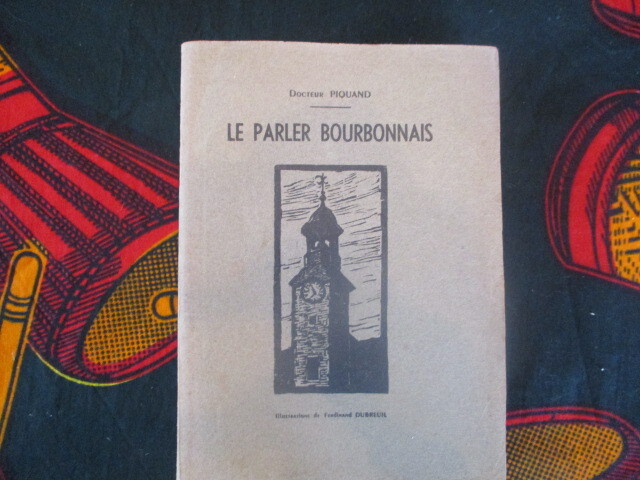 Docteur PIQUAND
LE PARLER BOURBONNAIS
Illustrations de Ferdinand DUBREUIL